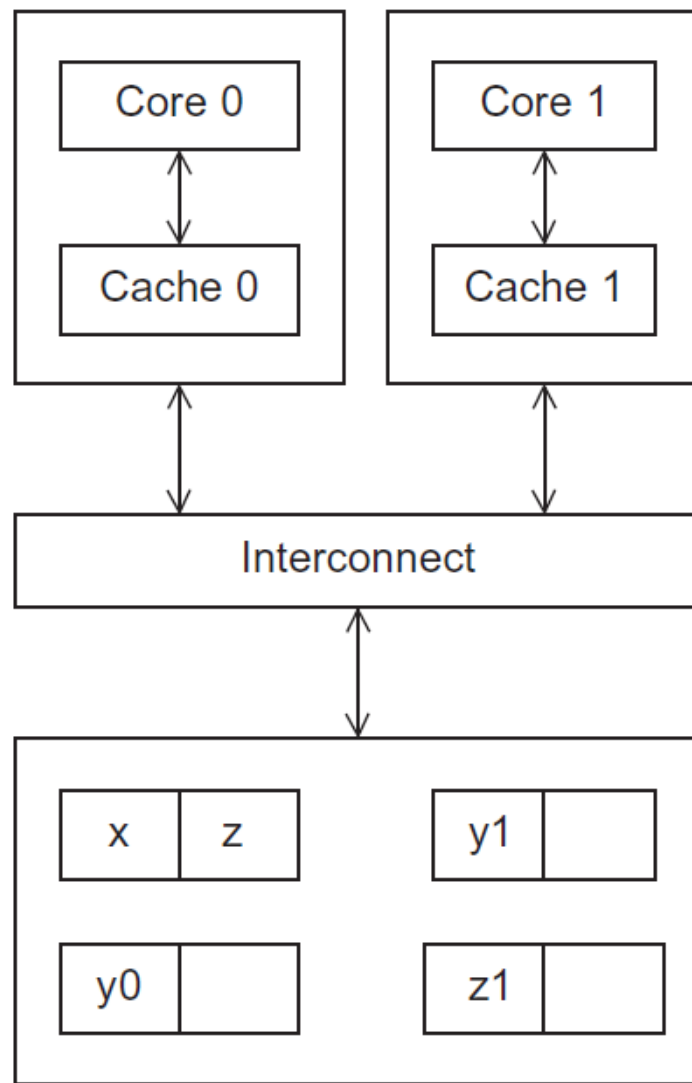 Core 0
Core 1
Cache 0
Cache 1
Interconnect
x z
y1
y0
z1